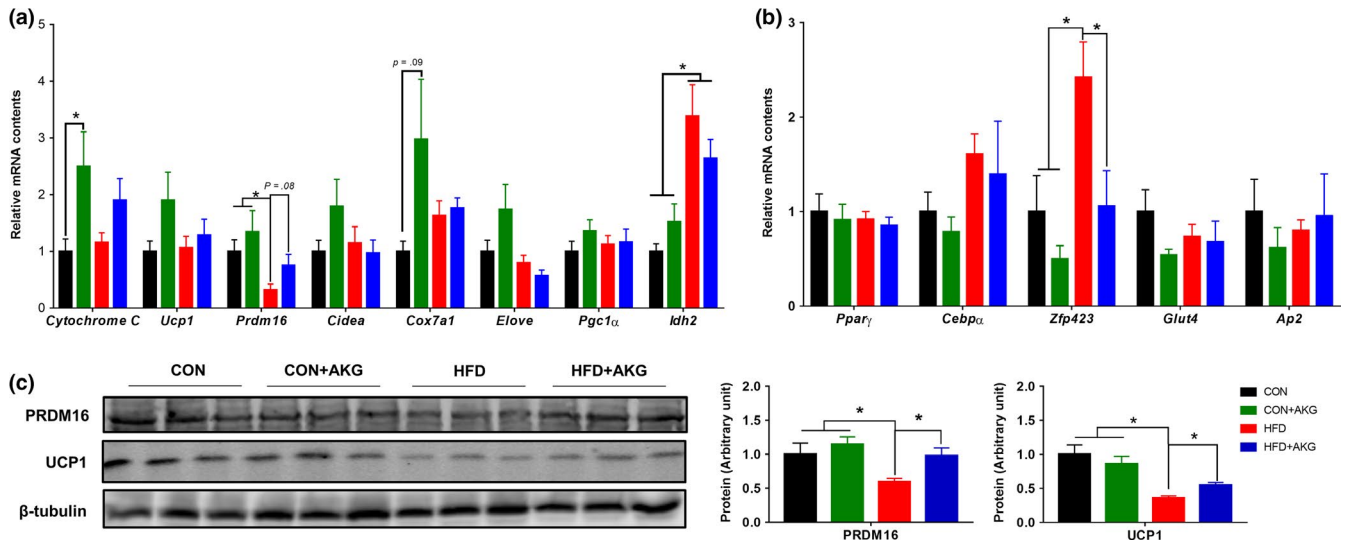 (a)
Relative mRNA contents
5
4
3
2
1
0
*
*
P = .08
p = .09
*
Cytochrome C Ucp1 Prdm16 Cidea Cox7a1 Elove Pgc1α Idh2
(b)
Relative mRNA contents
3
2
1
0
* *
Pparγ Cebpα Zfp423 Glut4 Ap2
(c)
CON CON+AKG HFD HFD+AKG
PRDM16
UCP1
β-tubulin
Protein (Arbitrary unit)
2.0
1.5
1.0
0.5
0.0
* *
PRDM16
Protein (Arbitrary unit)
2.0
1.5
1.0
0.5
0.0
*
*
UCP1
CON
CON+AKG
HFD
HFD+AKG